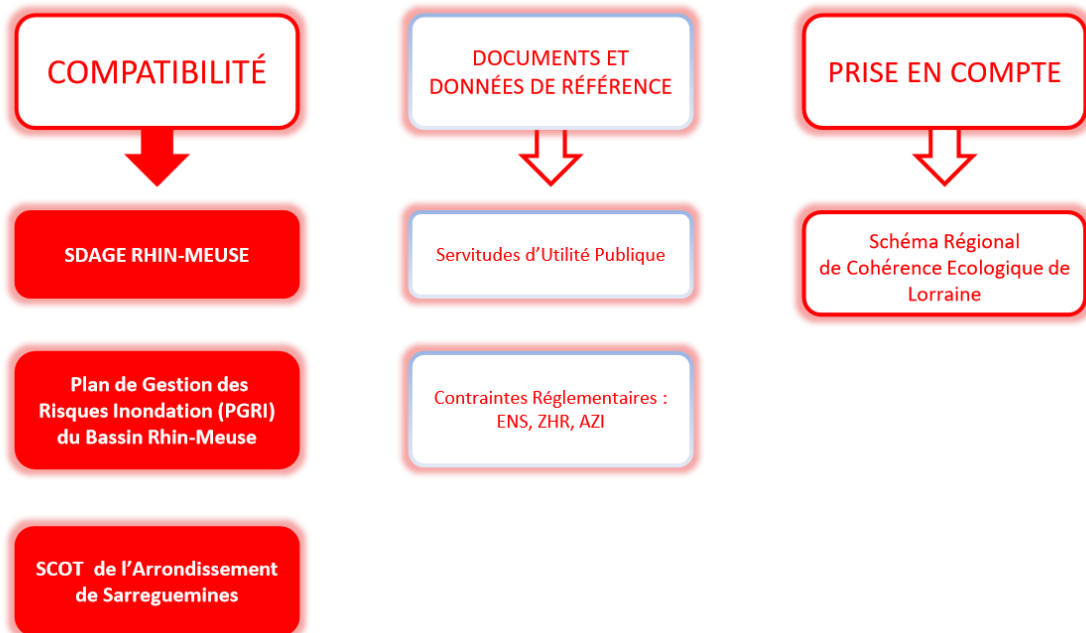 COMPATIBILITÉ
SDAGE RHIN-MEUSE
Plan de Gestion des
Risques Inondation (PGRI)
du Bassin Rhin-Meuse
SCOT de l’Arrondissement
de Sarreguemines
DOCUMENTS ET
DONNÉES DE RÉFÉRENCE
Servitudes d’Utilité Publique
Contraintes Réglementaires :
ENS, ZHR, AZI
PRISE EN COMPTE
Schéma Régional
de Cohérence Ecologique de
Lorraine